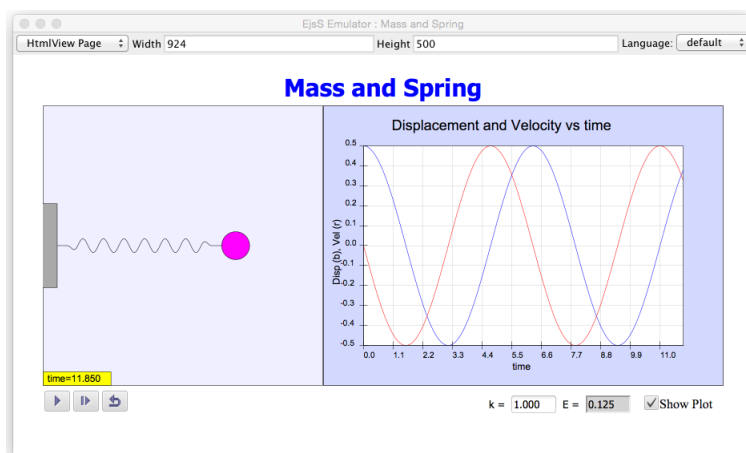 EjsS Emulator : Mass and Spring
HtmlView Page Width 924 Height 500 Language: default
Mass and Spring
Displacement and Velocity vs time
0.5
0.4
0.3
0.2
0.1
0.0
-0.1
-0.2
-0.3
-0.4
-0.5
Disp (b), Vel (r)
0.0 1.1 2.2 3.3 4.4 5.5 6.6 7.7 8.8 9.9 11.0
time
time=11.850
k = 1.000 E = 0.125 Show Plot